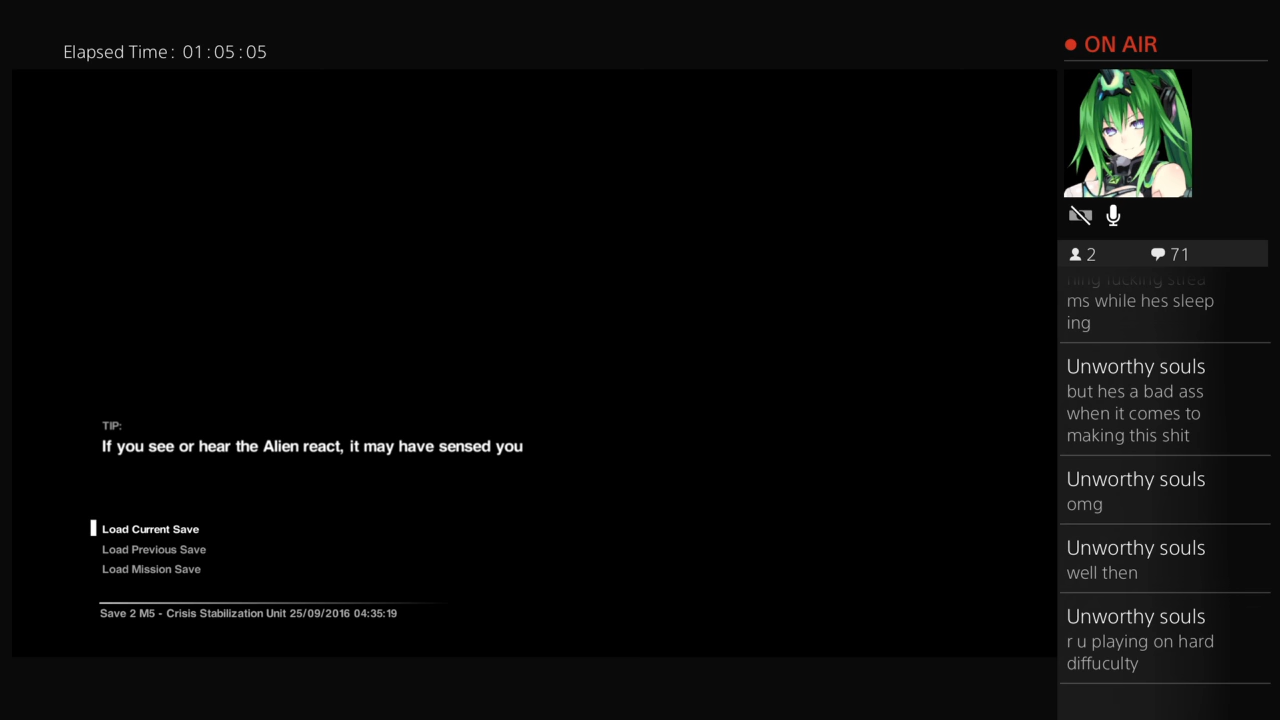 Elapsed Time: 01:05:05
ON AIR
2
71
ms while hes sleep
ing
Unworthy souls
but hes a bad ass
when it comes to
making this shit
Unworthy souls
omg
Unworthy souls
well then
Unworthy souls
r u playing on hard
diffuculty
TIP:
If you see or hear the Alien react, it may have sensed you
Load Current Save
Load Previous Save
Load Mission Save
Save 2 M5 - Crisis Stabilization Unit 25/09/2016 04:35:19